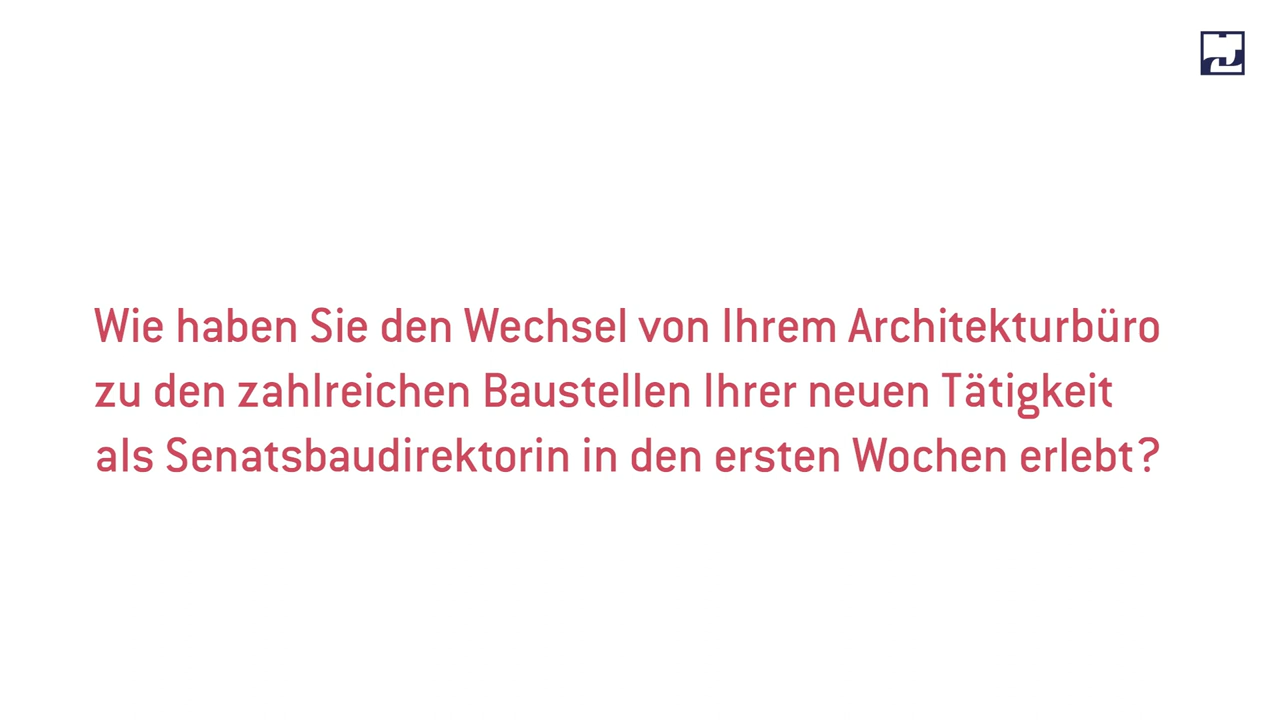 Wie haben Sie den Wechsel von Ihrem Architekturbüro
zu den zahlreichen Baustellen Ihrer neuen Tätigkeit
als Senatsbaudirektorin in den ersten Wochen erlebt?